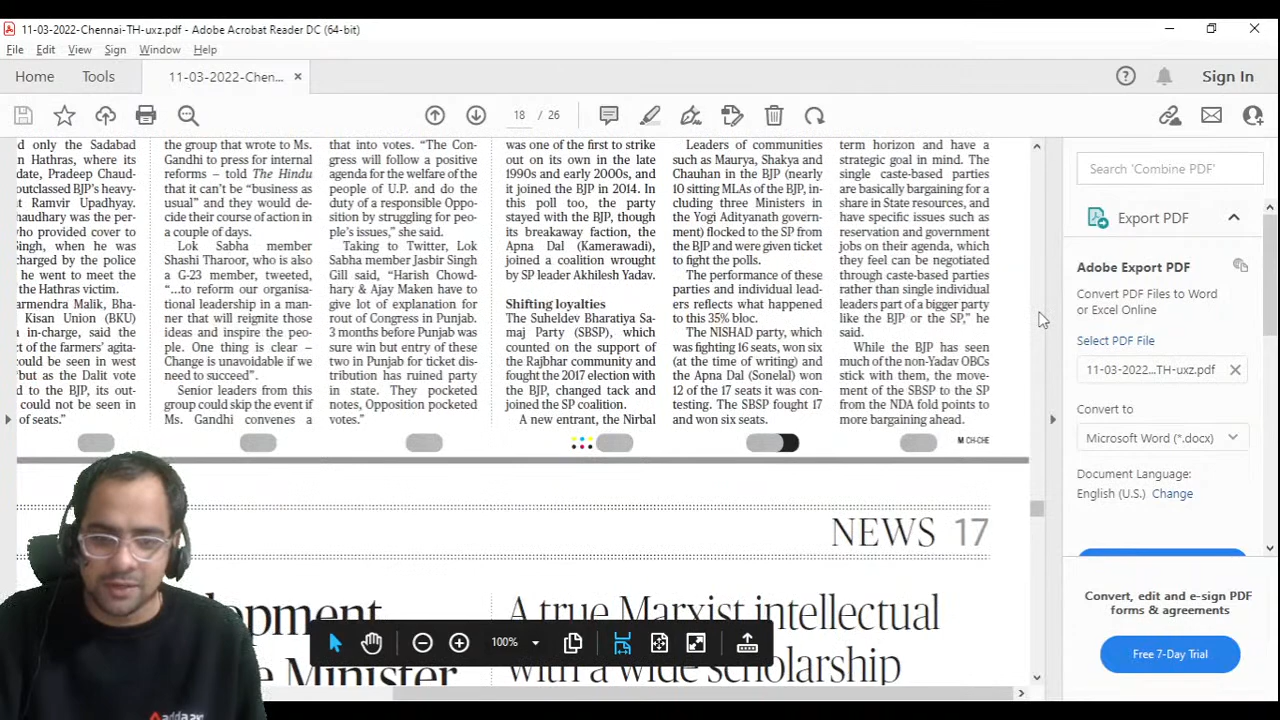 11-03-2022-Chennai-TH-uxz.pdf - Adobe Acrobat Reader DC (64-bit)
File Edit View Sign Window Help
Home Tools 11-03-2022-Chen... ×
Sign In
18 / 26
d only the Sadabad
in Hathras, where its
date, Pradeep Chaud-
outclassed BJP's heavy-
t Ramvir Upadhyay.
haudhary was the per-
ho provided cover to
Singh, when he was
charged by the police
he went to meet the
Hathras victim.
armendra Malik, Bha-
Kisan Union (BKU)
a in-charge, said the
ct of the farmers' agita-
could be seen in west
but as the Dalit vote
d to the BJP, its out-
could not be seen in
of seats."
the group that wrote to Ms.
Gandhi to press for internal
reforms – told The Hindu
that it can't be "business as
usual" and they would de-
cide their course of action in
a couple of days.
Lok Sabha member
Shashi Tharoor, who is also
a G-23 member, tweeted,
"...to reform our organisa-
tional leadership in a man-
ner that will reignite those
ideas and inspire the peo-
ple. One thing is clear –
Change is unavoidable if we
need to succeed".
Senior leaders from this
group could skip the event if
Ms. Gandhi convenes a
that into votes. "The Con-
gress will follow a positive
agenda for the welfare of the
people of U.P. and do the
duty of a responsible Oppo-
sition by struggling for peo-
ple's issues," she said.
Taking to Twitter, Lok
Sabha member Jasbir Singh
Gill said, "Harish Chowd-
hary & Ajay Maken have to
give lot of explanation for
rout of Congress in Punjab.
3 months before Punjab was
sure win but entry of these
two in Punjab for ticket dis-
tribution has ruined party
in state. They pocketed
notes, Opposition pocketed
votes."
was one of the first to strike
out on its own in the late
1990s and early 2000s, and
it joined the BJP in 2014. In
this poll too, the party
stayed with the BJP, though
its breakaway faction, the
Apna Dal (Kamerawadi),
joined a coalition wrought
by SP leader Akhilesh Yadav.
Shifting loyalties
The Suheldev Bharatiya Sa-
maj Party (SBSP), which
counted on the support of
the Rajbhar community and
fought the 2017 election with
the BJP, changed tack and
joined the SP coalition.
A new entrant, the Nirbal
Leaders of communities
such as Maurya, Shakya and
Chauhan in the BJP (nearly
10 sitting MLAs of the BJP, in-
cluding three Ministers in
the Yogi Adityanath govern-
ment) flocked to the SP from
the BJP and were given ticket
to fight the polls.
The performance of these
parties and individual lead-
ers reflects what happened
to this 35% bloc.
The NISHAD party, which
was fighting 16 seats, won six
(at the time of writing) and
the Apna Dal (Sonelal) won
12 of the 17 seats it was con-
testing. The SBSP fought 17
and won six seats.
term horizon and have a
strategic goal in mind. The
single caste-based parties
are basically bargaining for a
share in State resources, and
have specific issues such as
reservation and government
jobs on their agenda, which
they feel can be negotiated
through caste-based parties
rather than single individual
leaders part of a bigger party
like the BJP or the SP," he
said.
While the BJP has seen
much of the non-Yadav OBCs
stick with them, the move-
ment of the SBSP to the SP
from the NDA fold points to
more bargaining ahead.
M CH-CHE
NEWS 17
lopment
e Minister
A true Marxist intellectual
with a wide scholarship
100%
Search 'Combine PDF'
Export PDF
Adobe Export PDF
Convert PDF Files to Word
or Excel Online
Select PDF File
11-03-2022...TH-uxz.pdf ×
Convert to
Microsoft Word (*.docx)
Document Language:
English (U.S.) Change
Convert, edit and e-sign PDF
forms & agreements
Free 7-Day Trial